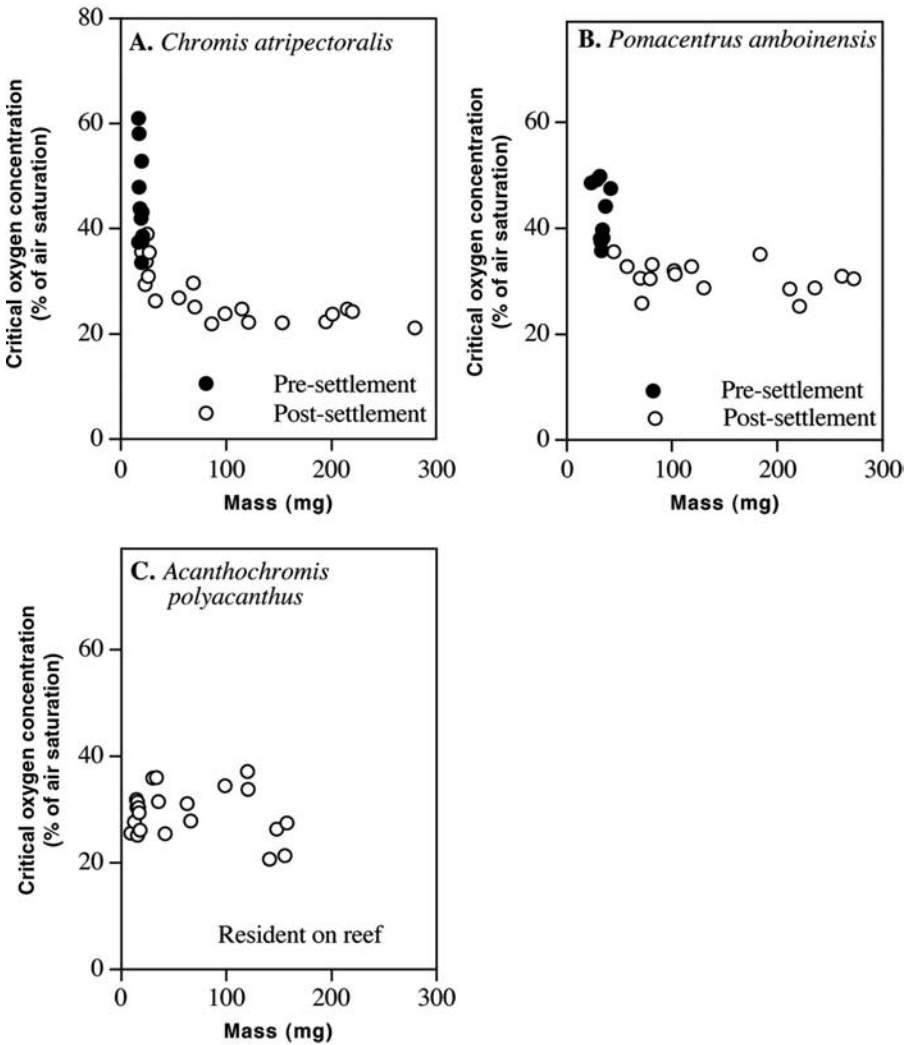 80
60
40
20
0
0
100
200
300
A. Chromis atripectoralis
Pre-settlement
Post-settlement
Critical oxygen concentration
(% of air saturation)
Mass (mg)
60
40
20
0
0
100
200
300
B. Pomacentrus amboinensis
Pre-settlement
Post-settlement
Critical oxygen concentration
(% of air saturation)
Mass (mg)
60
40
20
0
0
100
200
300
C. Acanthochromis
polyacanthus
Resident on reef
Critical oxygen concentration
(% of air saturation)
Mass (mg)